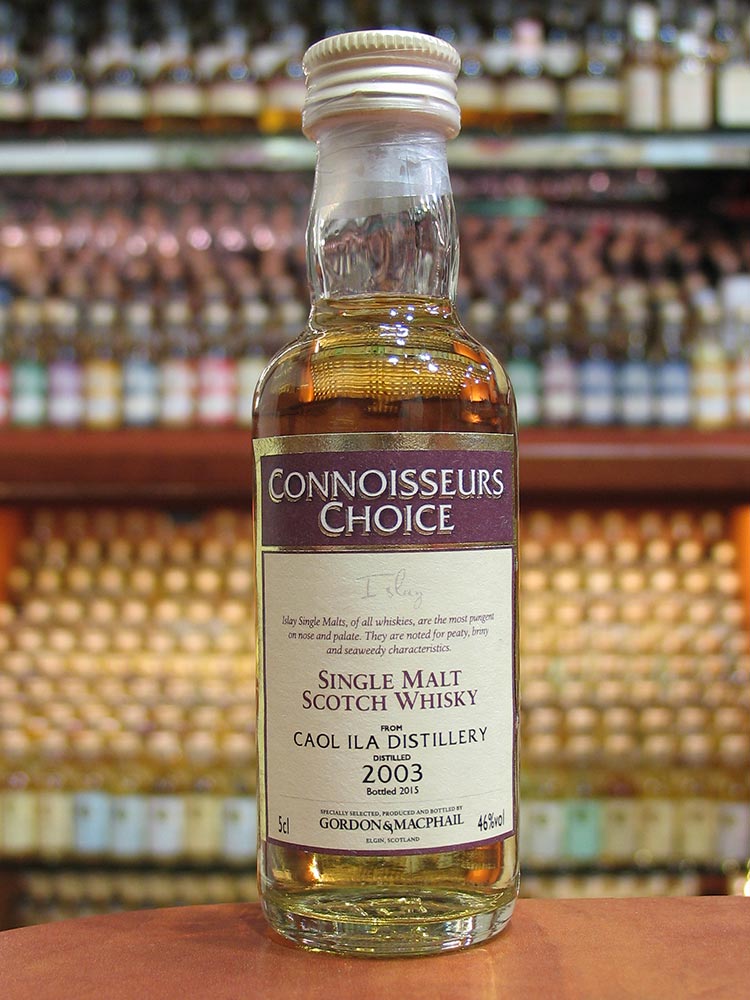 CONNOISSEURS
CHOICE
Islay
Islay Single Malts, of all whiskies, are the most pungent
on nose and palate. They are noted for peaty, briny
and seaweedy characteristics.
SINGLE MALT
SCOTCH WHISKY
FROM
CAOL ILA DISTILLERY
DISTILLED
2003
Bottled 2015
SPECIALLY SELECTED, PRODUCED AND BOTTLED BY
5cl GORDON & MACPHAIL 46%vol
ELGIN, SCOTLAND